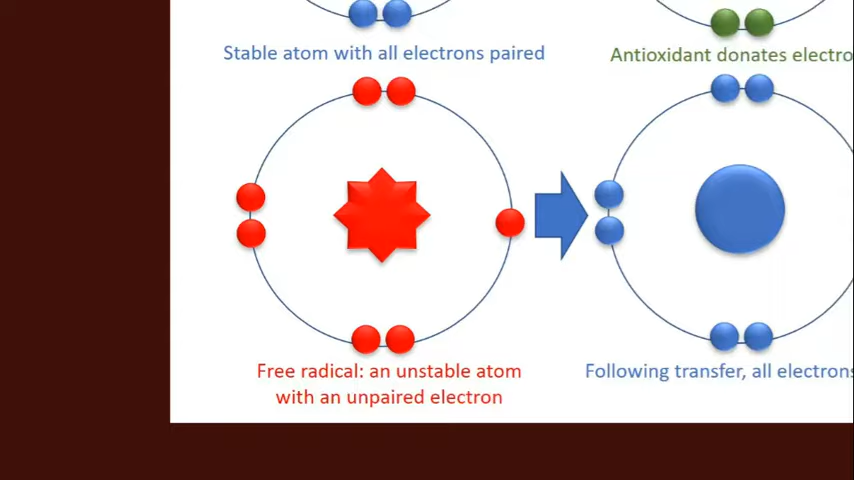 Stable atom with all electrons paired
Antioxidant donates electro
Free radical: an unstable atom
with an unpaired electron
Following transfer, all electrons